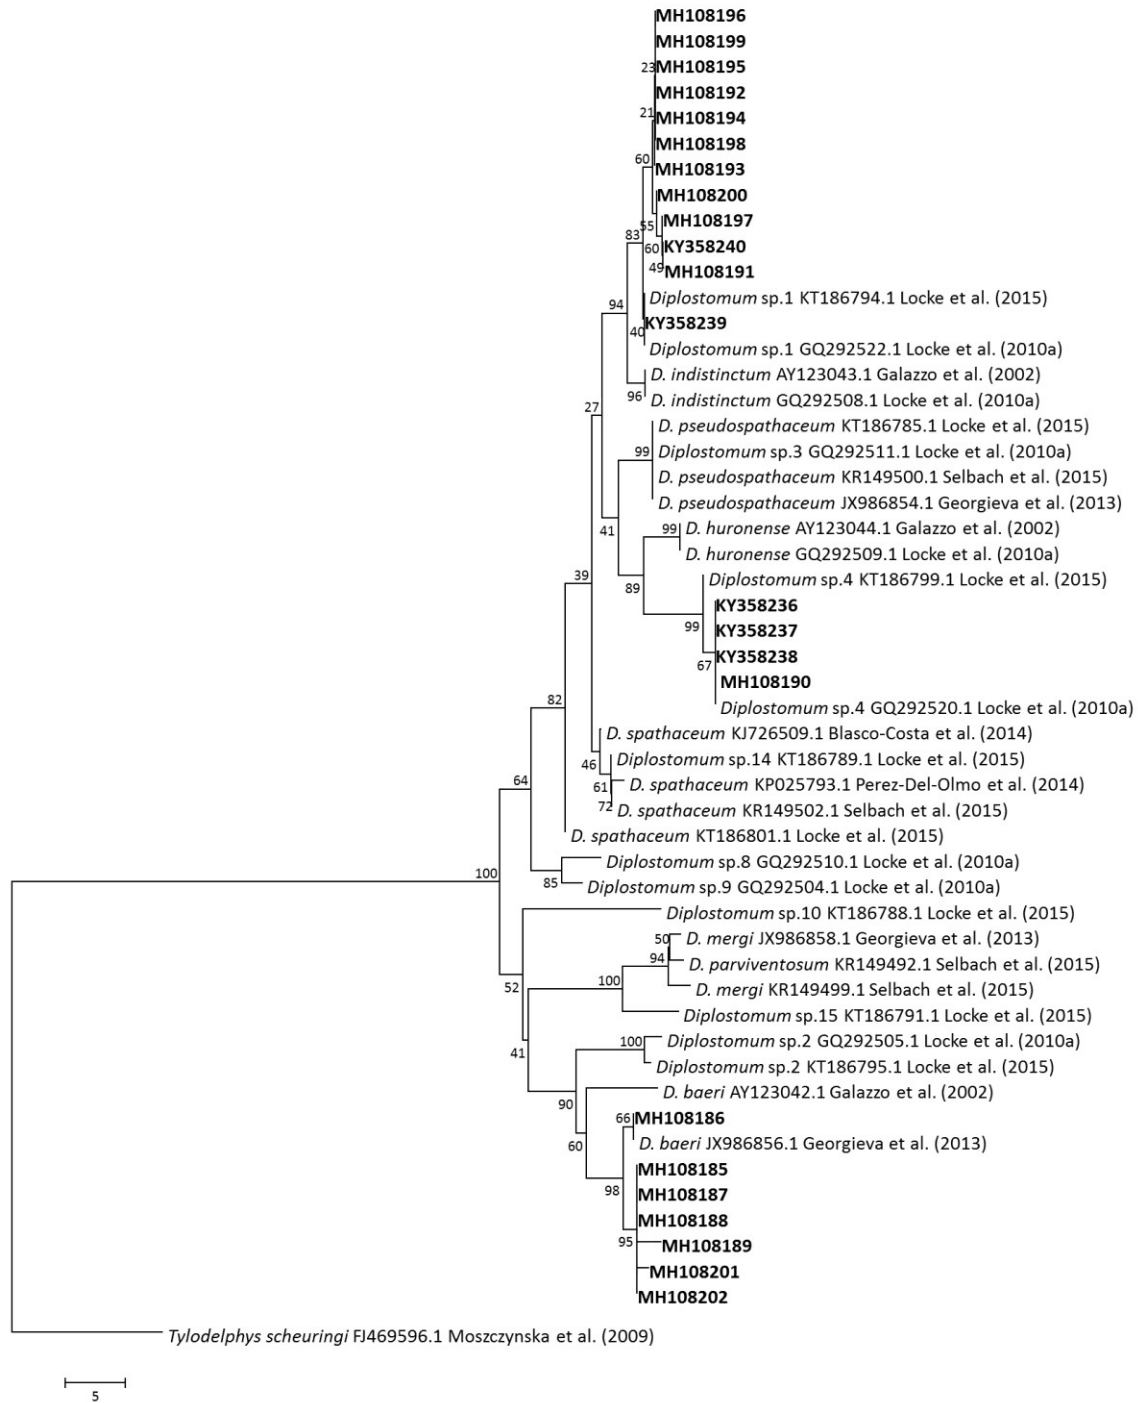 MH108196
MH108199
23 MH108195
MH108192
21 MH108194
MH108198
60 MH108193
MH108200
55 MH108197
83 60 KY358240
49 MH108191
94 Diplostomum sp.1 KT186794.1 Locke et al. (2015)
40 KY358239
Diplostomum sp.1 GQ292522.1 Locke et al. (2010a)
D. indistinctum AY123043.1 Galazzo et al. (2002)
96 D. indistinctum GQ292508.1 Locke et al. (2010a)
27 D. pseudospathaceum KT186785.1 Locke et al. (2015)
99 Diplostomum sp.3 GQ292511.1 Locke et al. (2010a)
D. pseudospathaceum KR149500.1 Selbach et al. (2015)
D. pseudospathaceum JX986854.1 Georgieva et al. (2013)
41 99 D. huronense AY123044.1 Galazzo et al. (2002)
D. huronense GQ292509.1 Locke et al. (2010a)
39 89 Diplostomum sp.4 KT186799.1 Locke et al. (2015)
KY358236
99 KY358237
67 KY358238
MH108190
82 Diplostomum sp.4 GQ292520.1 Locke et al. (2010a)
D. spathaceum KJ726509.1 Blasco-Costa et al. (2014)
46 Diplostomum sp.14 KT186789.1 Locke et al. (2015)
64 61 D. spathaceum KP025793.1 Perez-Del-Olmo et al. (2014)
72 D. spathaceum KR149502.1 Selbach et al. (2015)
D. spathaceum KT186801.1 Locke et al. (2015)
Diplostomum sp.8 GQ292510.1 Locke et al. (2010a)
100 85 Diplostomum sp.9 GQ292504.1 Locke et al. (2010a)
Diplostomum sp.10 KT186788.1 Locke et al. (2015)
50 D. mergi JX986858.1 Georgieva et al. (2013)
94 D. parviventosum KR149492.1 Selbach et al. (2015)
52 100 D. mergi KR149499.1 Selbach et al. (2015)
Diplostomum sp.15 KT186791.1 Locke et al. (2015)
41 100 Diplostomum sp.2 GQ292505.1 Locke et al. (2010a)
Diplostomum sp.2 KT186795.1 Locke et al. (2015)
90 D. baeri AY123042.1 Galazzo et al. (2002)
66 MH108186
60 D. baeri JX986856.1 Georgieva et al. (2013)
MH108185
98 MH108187
MH108188
95 MH108189
MH108201
MH108202
Tylodelphys scheuringi FJ469596.1 Moszczynska et al. (2009)
5